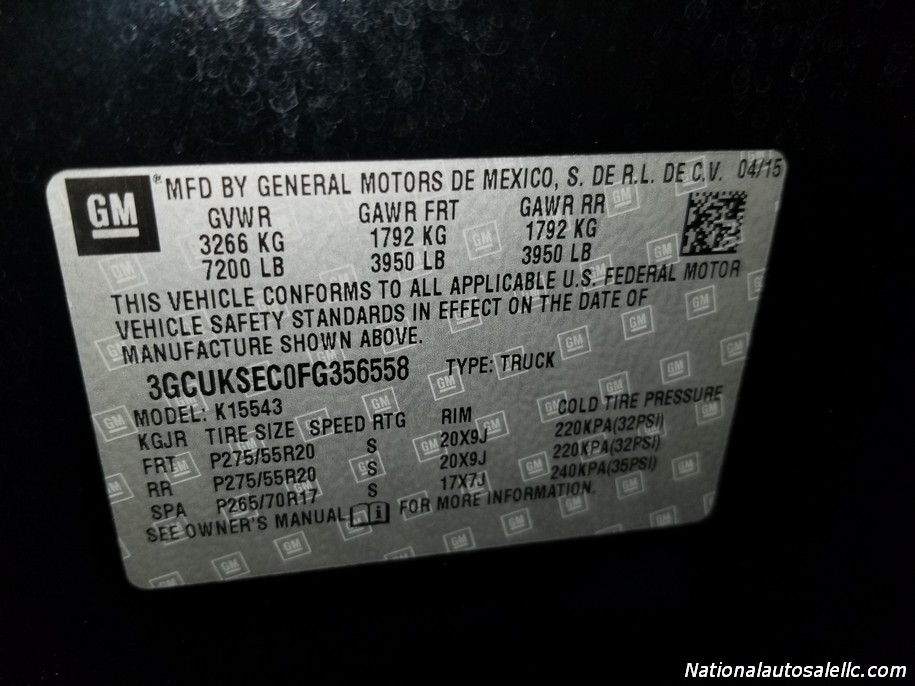 GM ® MFD BY GENERAL MOTORS DE MEXICO, S. DE R.L. DE C.V. 04/15
GVWR GAWR FRT GAWR RR
3266 KG 1792 KG 1792 KG
7200 LB 3950 LB 3950 LB
THIS VEHICLE CONFORMS TO ALL APPLICABLE U.S. FEDERAL MOTOR
VEHICLE SAFETY STANDARDS IN EFFECT ON THE DATE OF
MANUFACTURE SHOWN ABOVE.
3GCUKSEC0FG356558 TYPE: TRUCK
MODEL: K15543
KGJR TIRE SIZE SPEED RTG RIM COLD TIRE PRESSURE
FRT P275/55R20 S 20X9J 220KPA(32PSI)
RR P275/55R20 S 20X9J 220KPA(32PSI)
SPA P265/70R17 S 17X7J 240KPA(35PSI)
SEE OWNER'S MANUAL i FOR MORE INFORMATION.
Nationalautosalellc.com